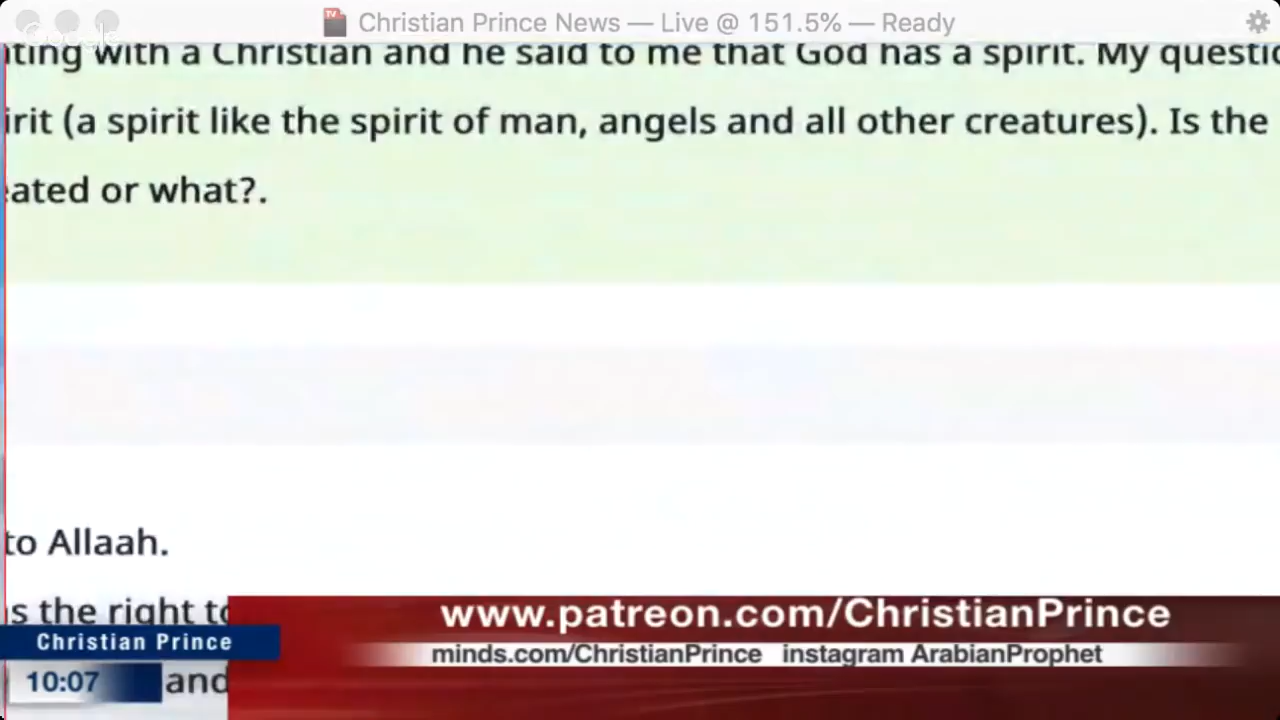 Christian Prince News — Live @ 151.5% — Ready
Google
ting with a Christian and he said to me that God has a spirit. My questio
irit (a spirit like the spirit of man, angels and all other creatures). Is the
eated or what?.
to Allaah.
s the right to
and
www.patreon.com/ChristianPrince
minds.com/ChristianPrince instagram ArabianProphet
Christian Prince
10:07